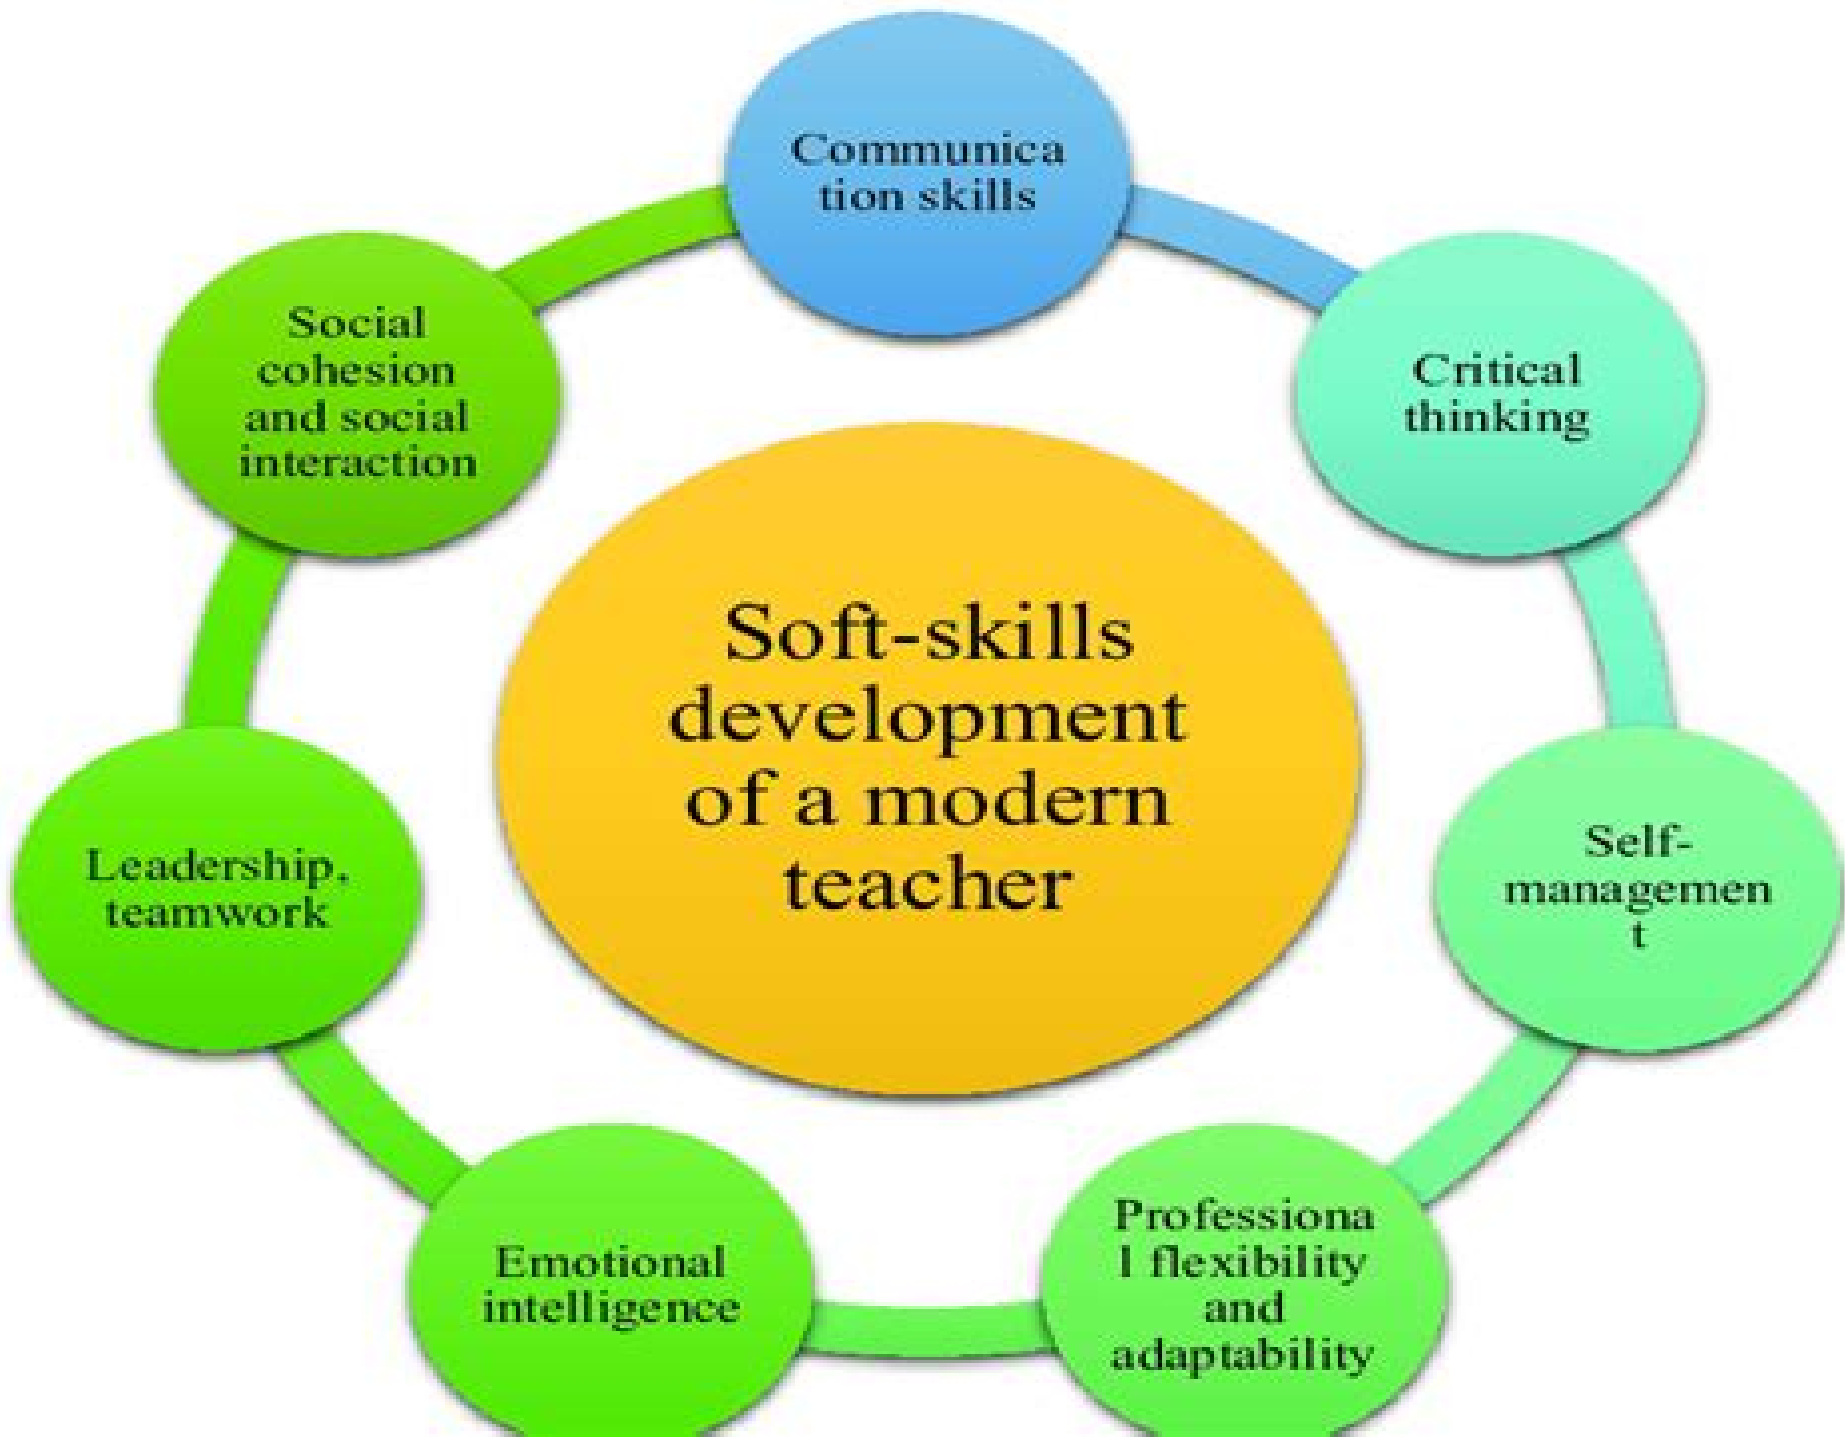 Communica
tion skills
Critical
thinking
Self-
managemen
t
Professiona
l flexibility
and
adaptability
Emotional
intelligence
Leadership,
teamwork
Social
cohesion
and social
interaction
Soft-skills
development
of a modern
teacher